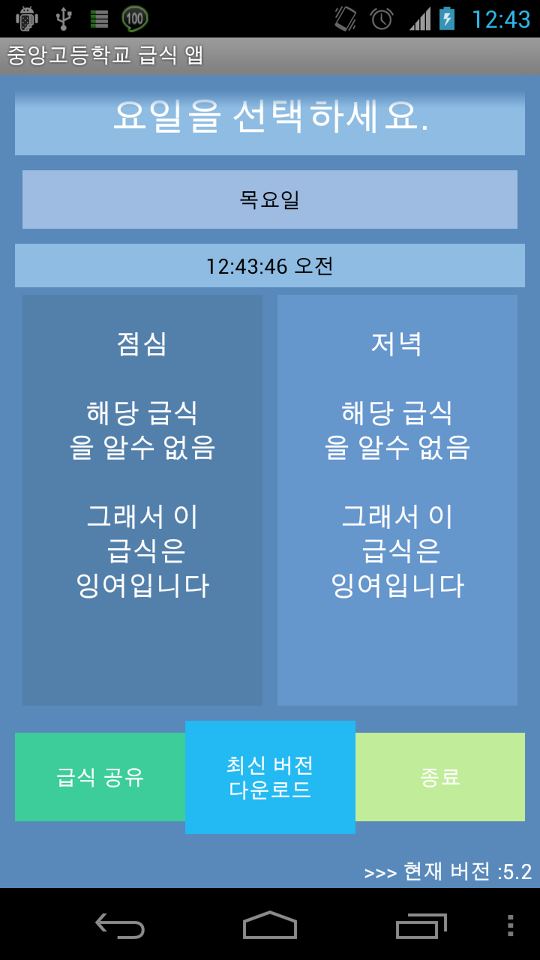 100
12:43
중앙고등학교 급식 앱
요일을 선택하세요.
목요일
12:43:46 오전
점심
해당 급식
을 알수 없음
그래서 이
급식은
잉여입니다
저녁
해당 급식
을 알수 없음
그래서 이
급식은
잉여입니다
급식 공유
최신 버전
다운로드
종료
>>> 현재 버전 :5.2